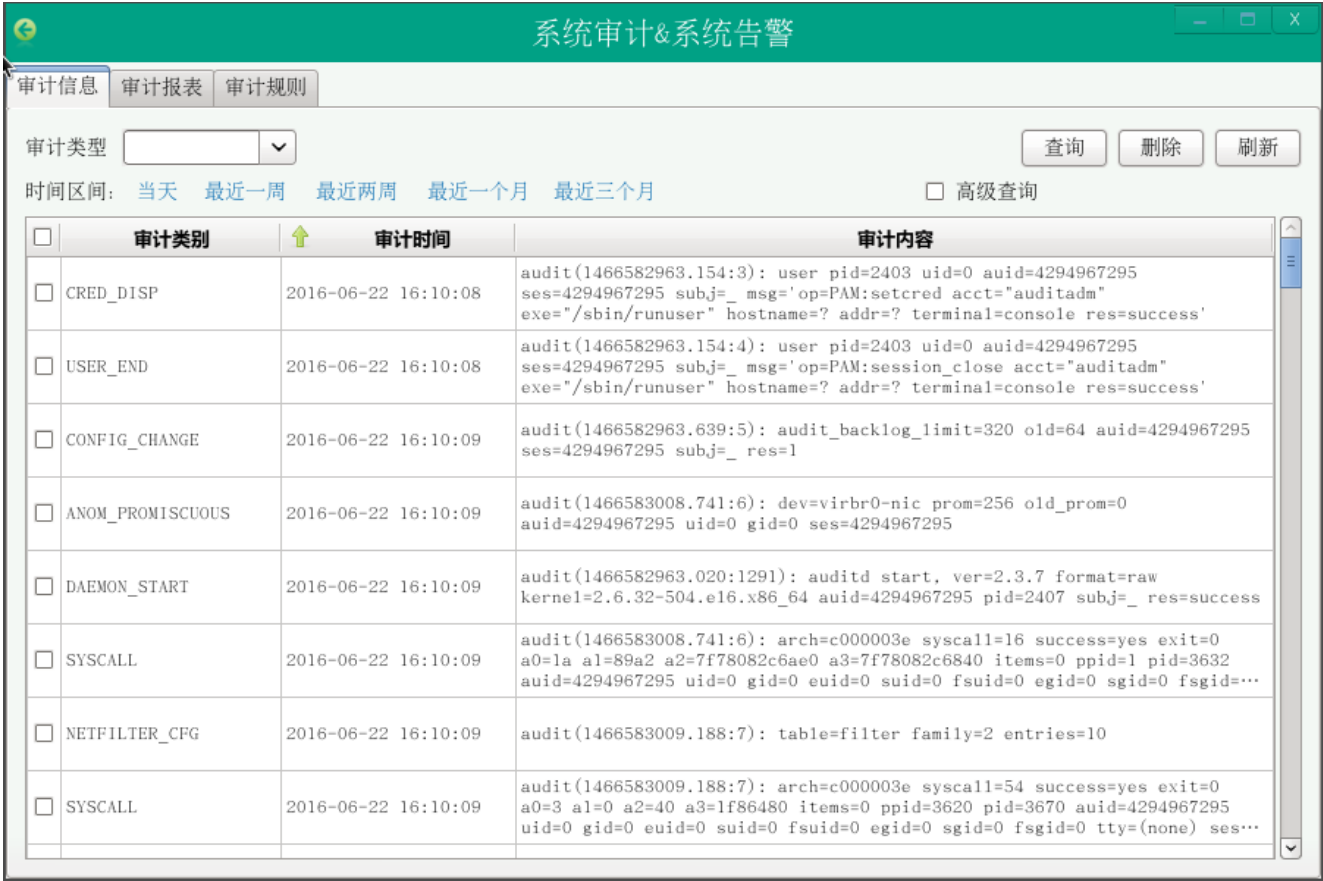 系统审计&系统告警
审计信息 审计报表 审计规则
审计类型 查询 删除 刷新
时间区间: 当天 最近一周 最近两周 最近一个月 最近三个月 高级查询
审计类别 审计时间 审计内容
audit(1466582963.154:3): user pid=2403 uid=0 auid=4294967295
CRED_DISP 2016-06-22 16:10:08 ses=4294967295 subj=_ msg='op=PAM:setcred acct="auditadm"
exe="/sbin/runuser" hostname=? addr=? terminal=console res=success'
audit(1466582963.154:4): user pid=2403 uid=0 auid=4294967295
USER_END 2016-06-22 16:10:08 ses=4294967295 subj=_ msg='op=PAM:session_close acct="auditadm"
exe="/sbin/runuser" hostname=? addr=? terminal=console res=success'
CONFIG_CHANGE 2016-06-22 16:10:09 audit(1466582963.639:5): audit_backlog_limit=320 old=64 auid=4294967295
ses=4294967295 subj=_ res=1
ANOM_PROMISCUOUS 2016-06-22 16:10:09 audit(1466583008.741:6): dev=virbr0-nic prom=256 old_prom=0
auid=4294967295 uid=0 gid=0 ses=4294967295
DAEMON_START 2016-06-22 16:10:09 audit(1466582963.020:1291): auditd start, ver=2.3.7 format=raw
kernel=2.6.32-504.el6.x86_64 auid=4294967295 pid=2407 subj=_ res=success
audit(1466583008.741:6): arch=c000003e syscall=16 success=yes exit=0
SYSCALL 2016-06-22 16:10:09 a0=1a a1=89a2 a2=7f78082c6ae0 a3=7f78082c6840 items=0 ppid=1 pid=3632
auid=4294967295 uid=0 gid=0 euid=0 suid=0 fsuid=0 egid=0 sgid=0 fsgid=…
NETFILTER_CFG 2016-06-22 16:10:09 audit(1466583009.188:7): table=filter family=2 entries=10
audit(1466583009.188:7): arch=c000003e syscall=54 success=yes exit=0
SYSCALL 2016-06-22 16:10:09 a0=3 a1=0 a2=40 a3=1f86480 items=0 ppid=3620 pid=3670 auid=4294967295
uid=0 gid=0 euid=0 suid=0 fsuid=0 egid=0 sgid=0 fsgid=0 tty=(none) ses…